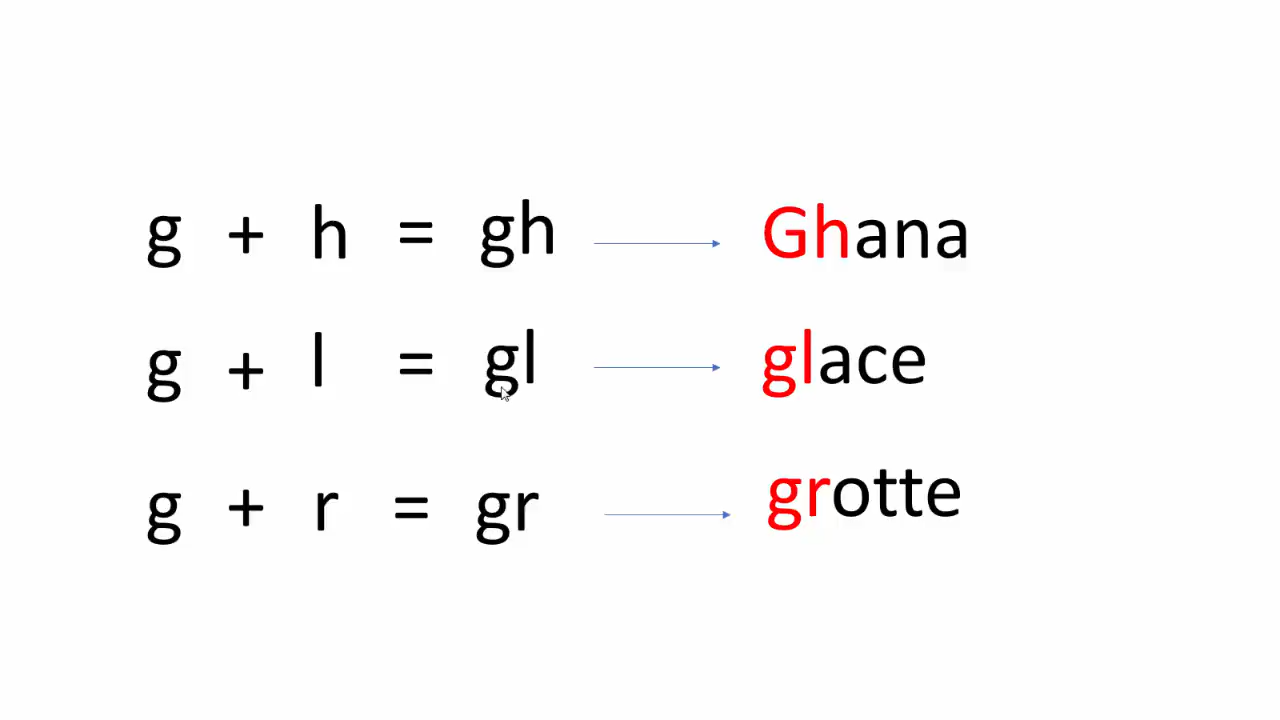 g + h = gh Ghana
g + l = gl glace
g + r = gr grotte